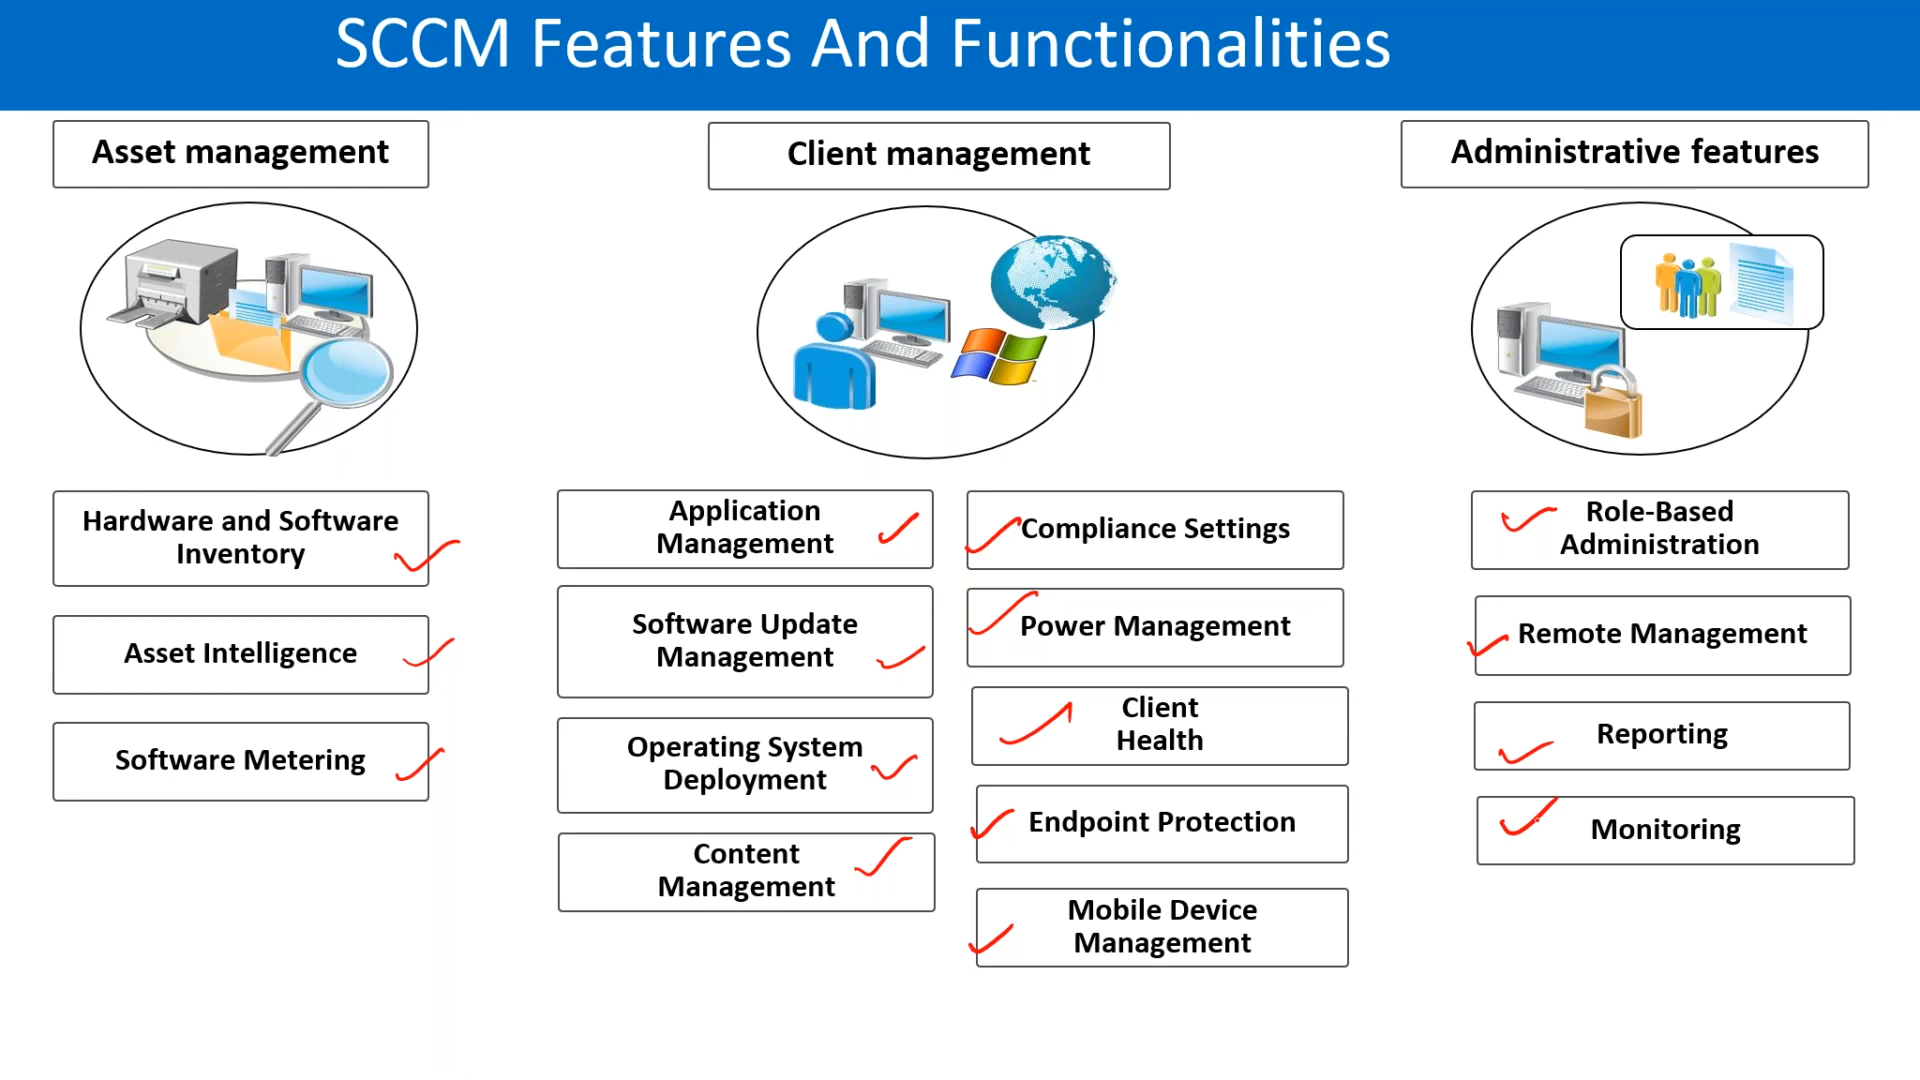 SCCM Features And Functionalities
Asset management
Client management
Administrative features
Hardware and Software
Inventory
Asset Intelligence
Software Metering
Application
Management
Software Update
Management
Operating System
Deployment
Content
Management
Compliance Settings
Power Management
Client
Health
Endpoint Protection
Mobile Device
Management
Role-Based
Administration
Remote Management
Reporting
Monitoring